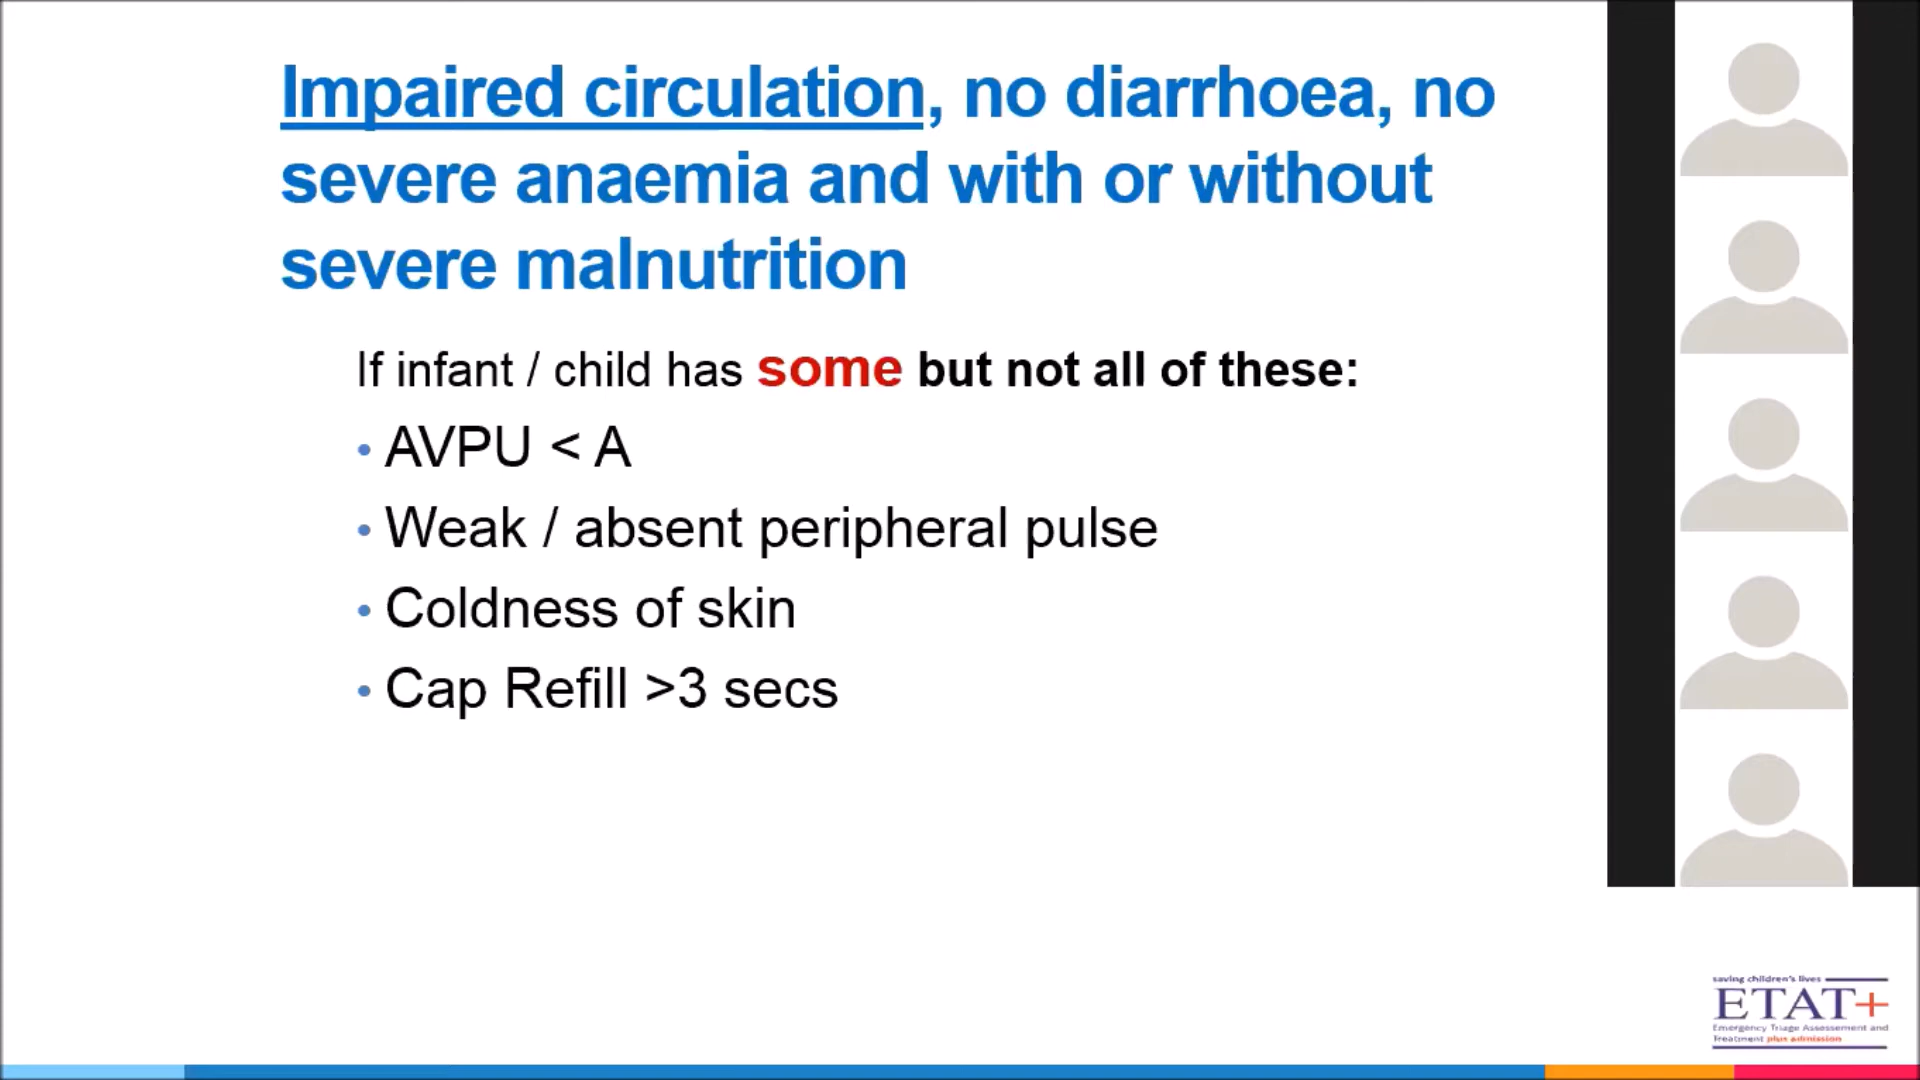 Impaired circulation, no diarrhoea, no
severe anaemia and with or without
severe malnutrition
If infant / child has some but not all of these:
• AVPU < A
• Weak / absent peripheral pulse
• Coldness of skin
• Cap Refill >3 secs
saving children's lives
ETAT+
Emergency Triage Assessment and
Treatment plus admission